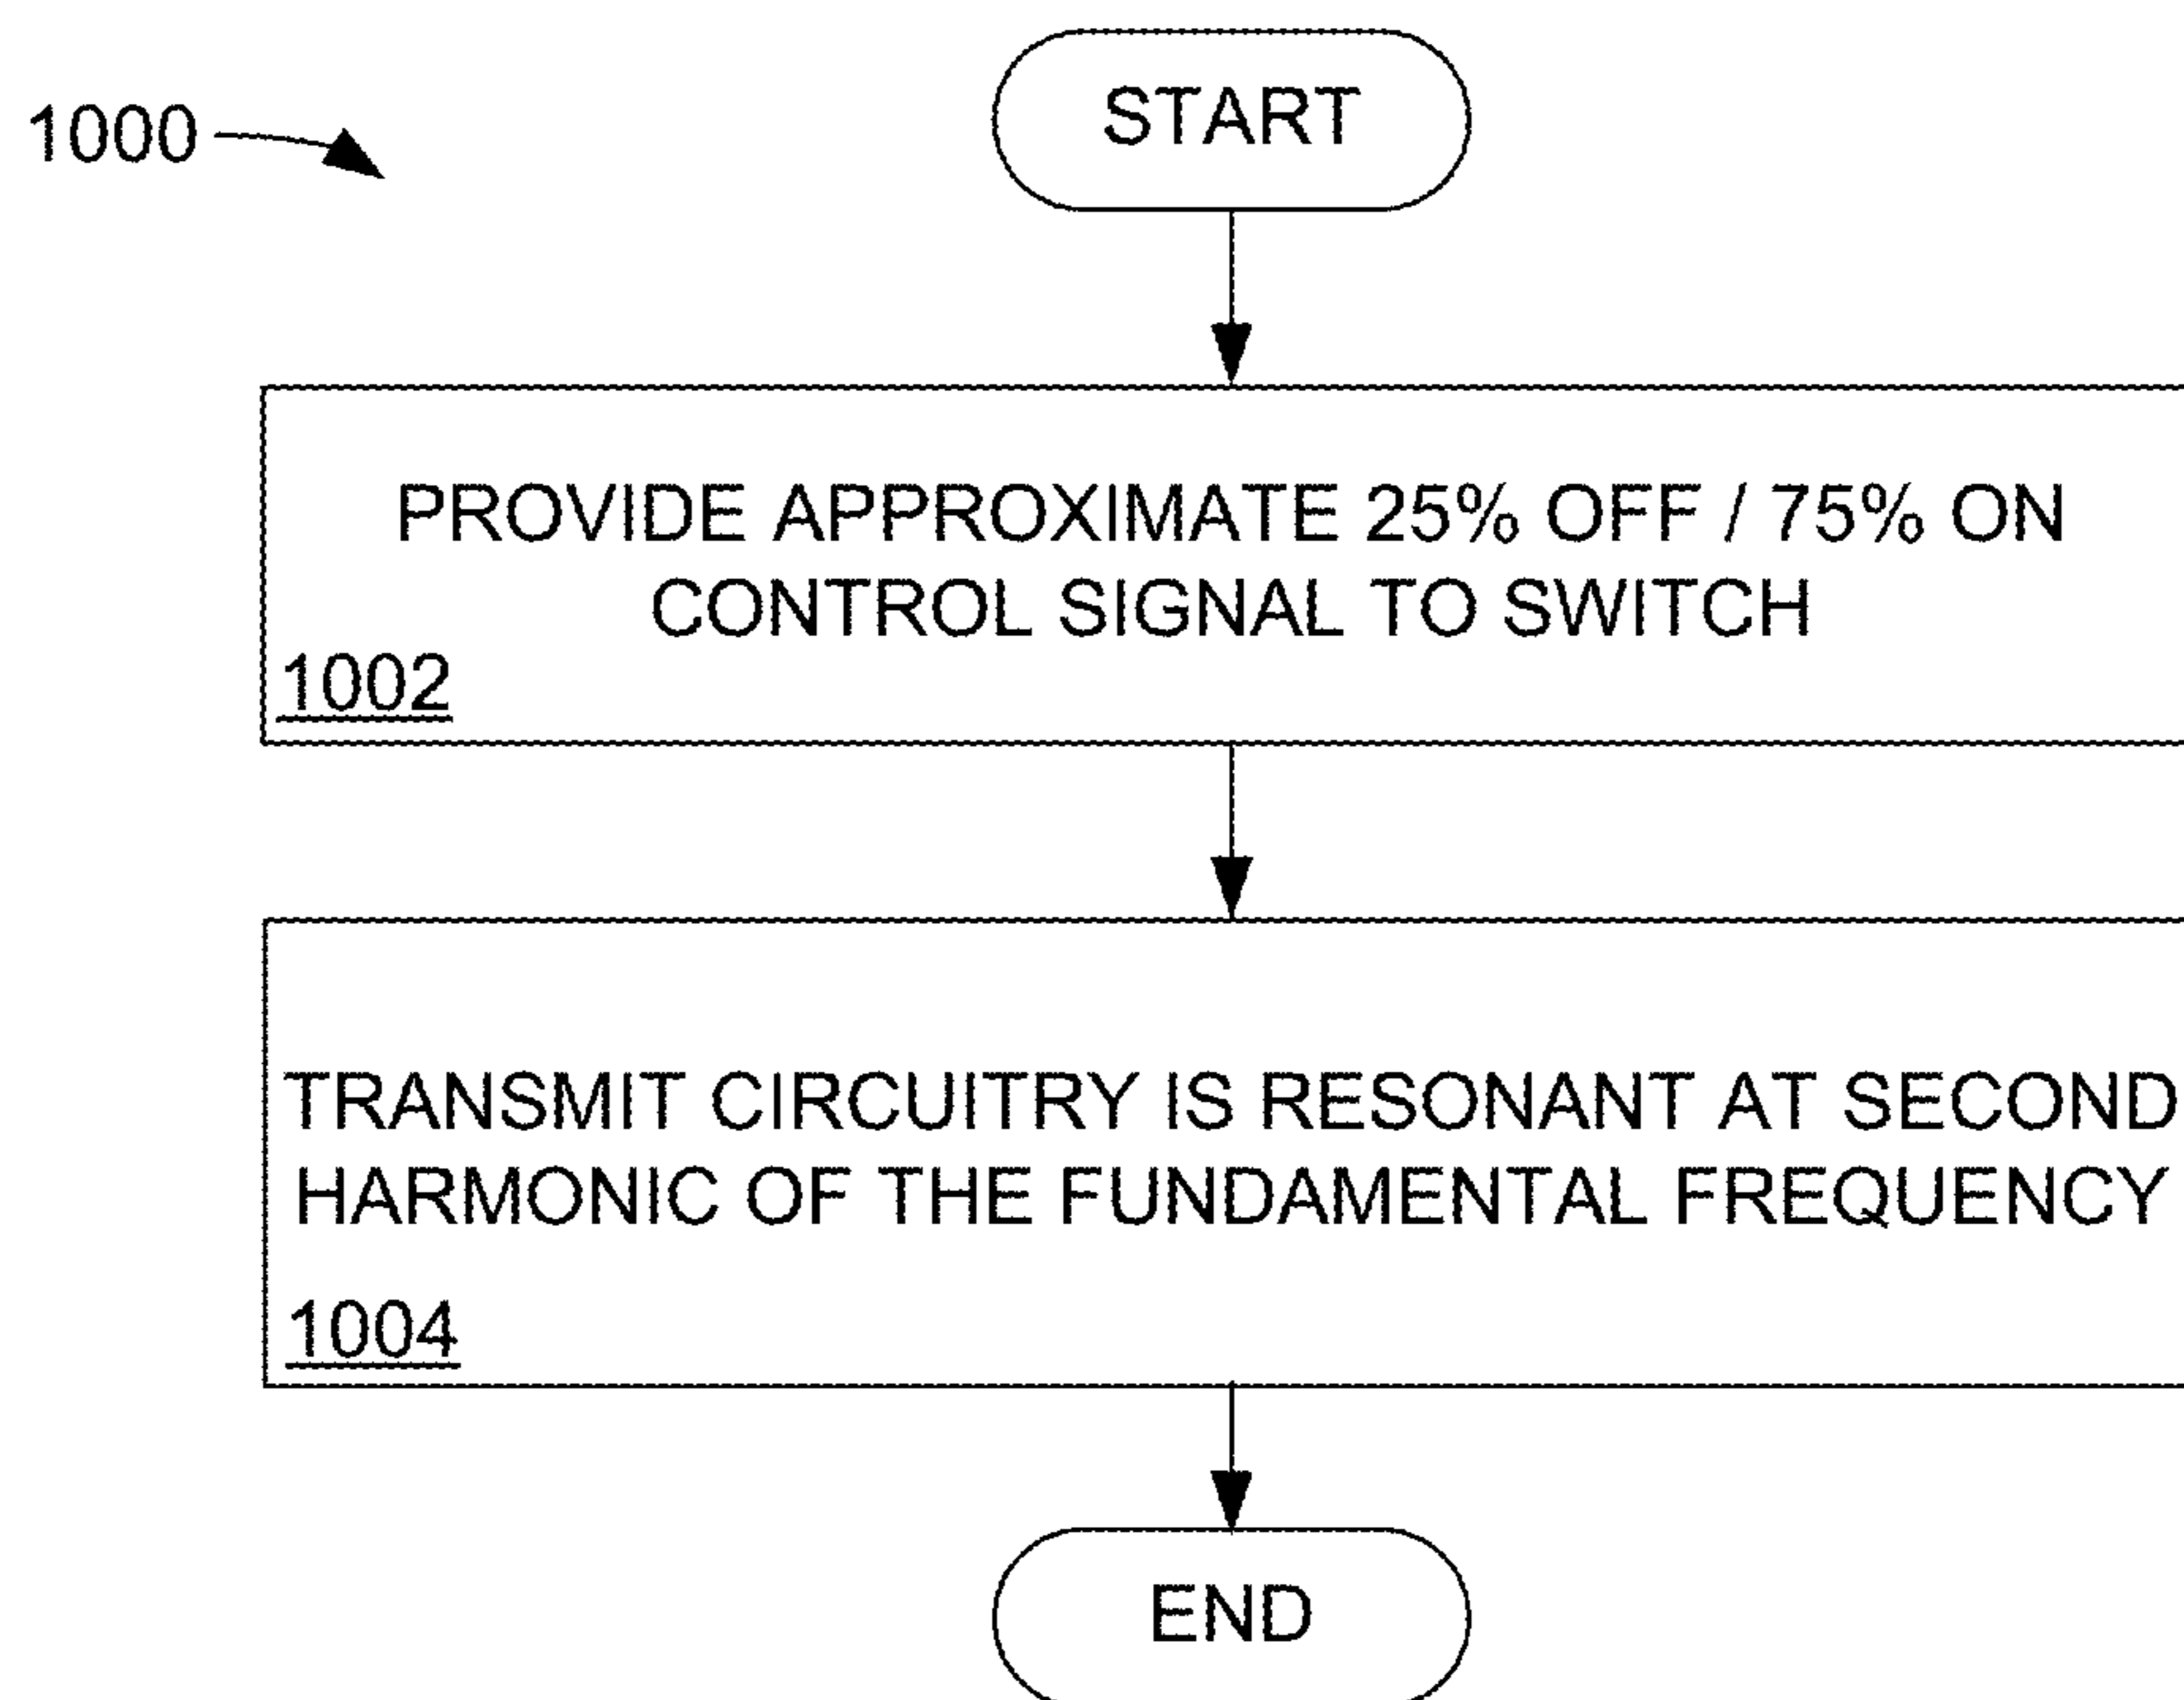 1000
START
PROVIDE APPROXIMATE 25% OFF / 75% ON
CONTROL SIGNAL TO SWITCH
1002
TRANSMIT CIRCUITRY IS RESONANT AT SECOND
HARMONIC OF THE FUNDAMENTAL FREQUENCY
1004
END